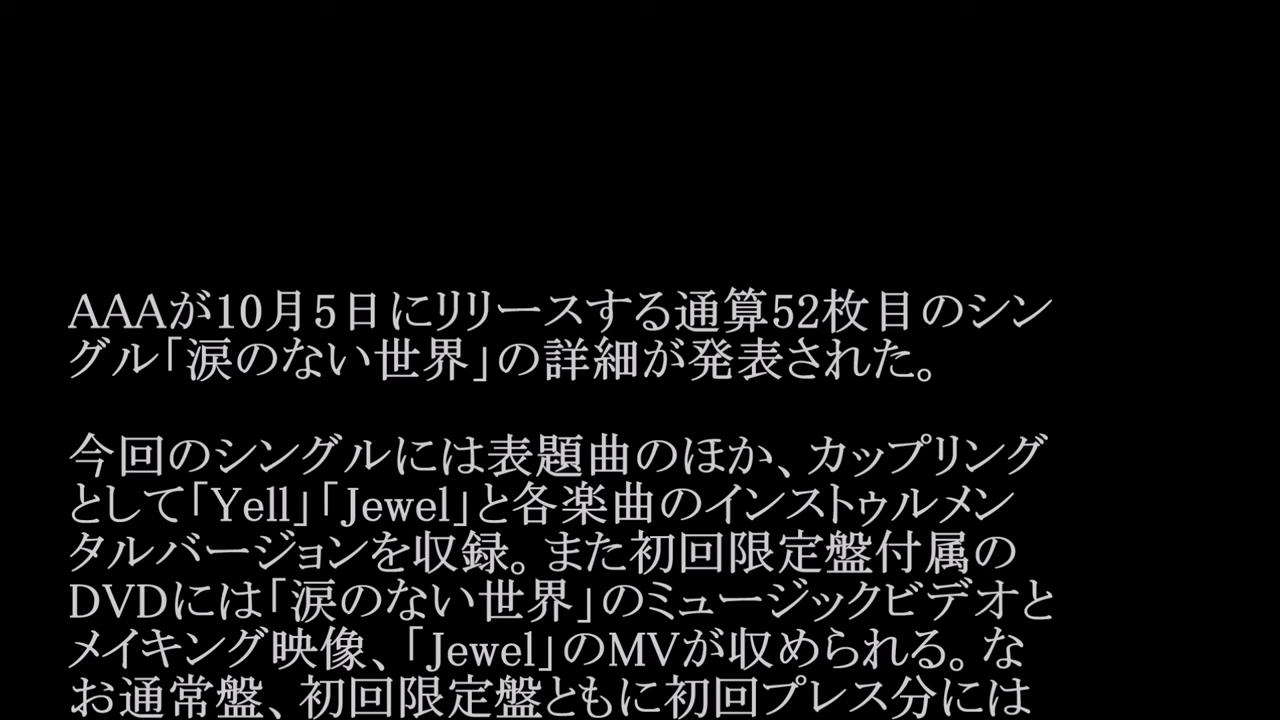 AAAが10月5日にリリースする通算52枚目のシン
グル「涙のない世界」の詳細が発表された。
今回のシングルには表題曲のほか、カップリング
として「Yell」「Jewel」と各楽曲のインストゥルメン
タルバージョンを収録。また初回限定盤付属の
DVDには「涙のない世界」のミュージックビデオと
メイキング映像、「Jewel」のMVが収められる。な
お通常盤、初回限定盤ともに初回プレス分には